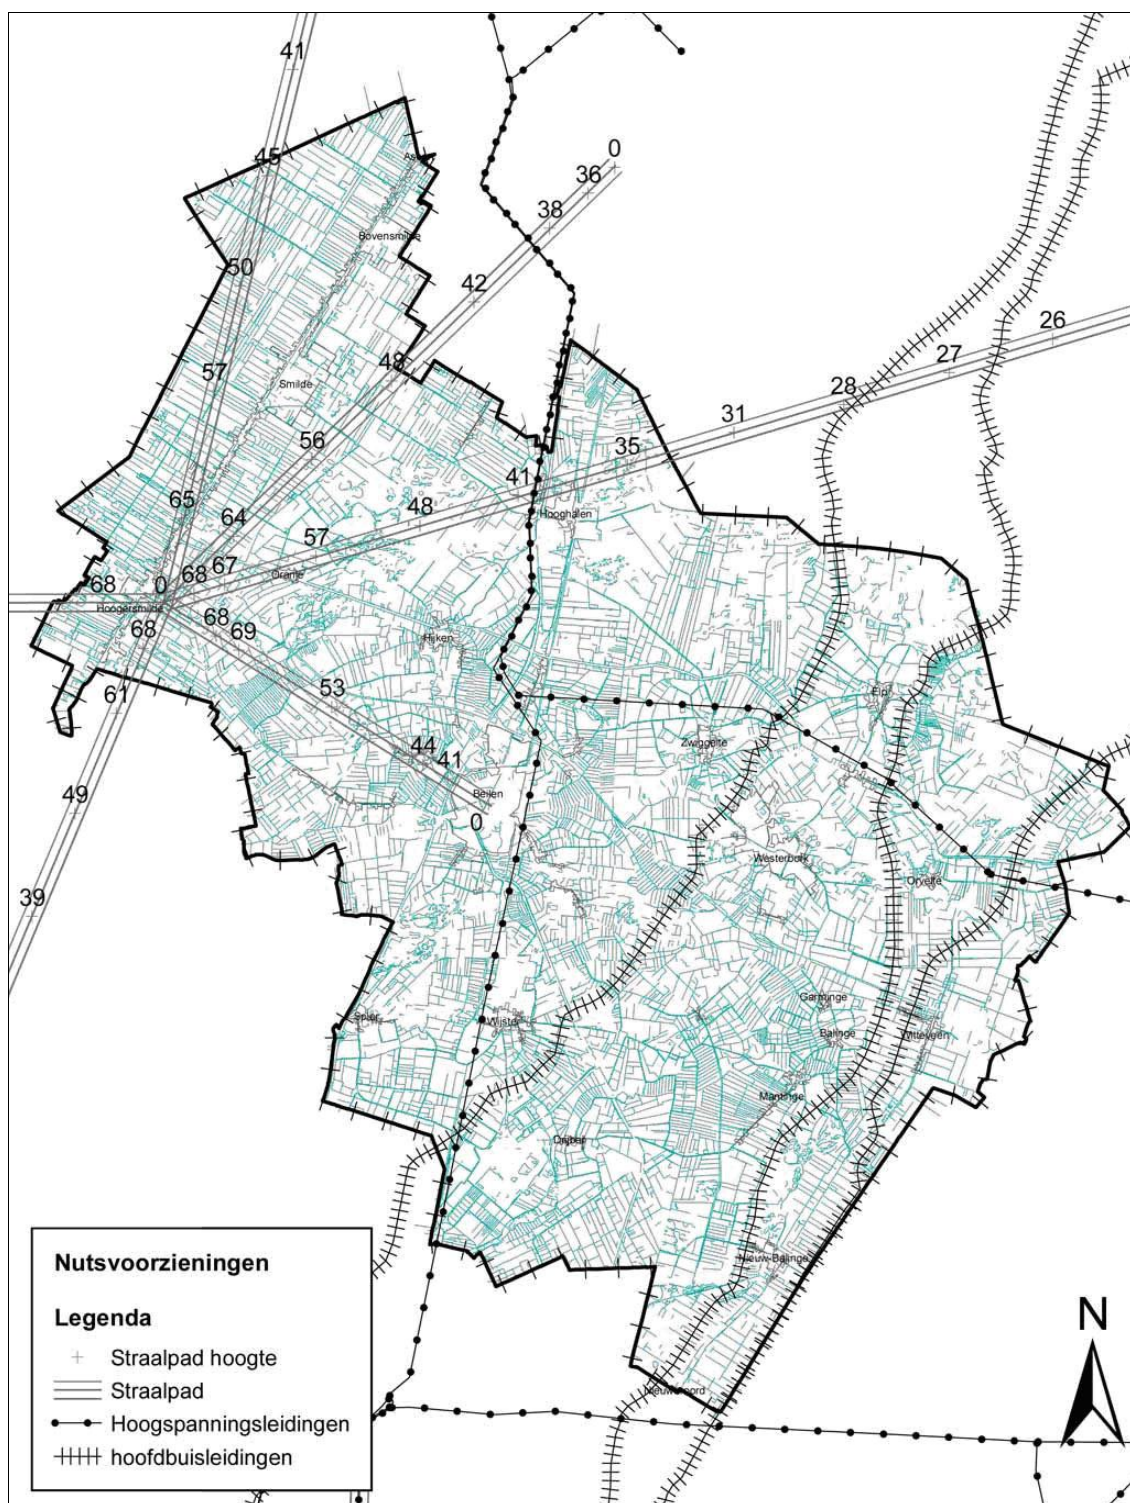 41
0
As
45
36
38
Bovensmilde
50
42
26
27
57
48
Smilde
28
31
56
35
41
65
64
48
Hooghalen
57
67
68
Oranje
68
0
Hoogersmilde
68
68
69
Hijken
61
53
Elp
Zwiggelte
44
41
Beilen
49
0
Westerbork
Orvelte
39
Garminge
Spier
Wijster
Balinge
Witteveen
Mantinge
Drijber
Nieuw-Balinge
Nieuweroord
N
Nutsvoorzieningen
Legenda
Straalpad hoogte
Straalpad
Hoogspanningsleidingen
hoofdbuisleidingen